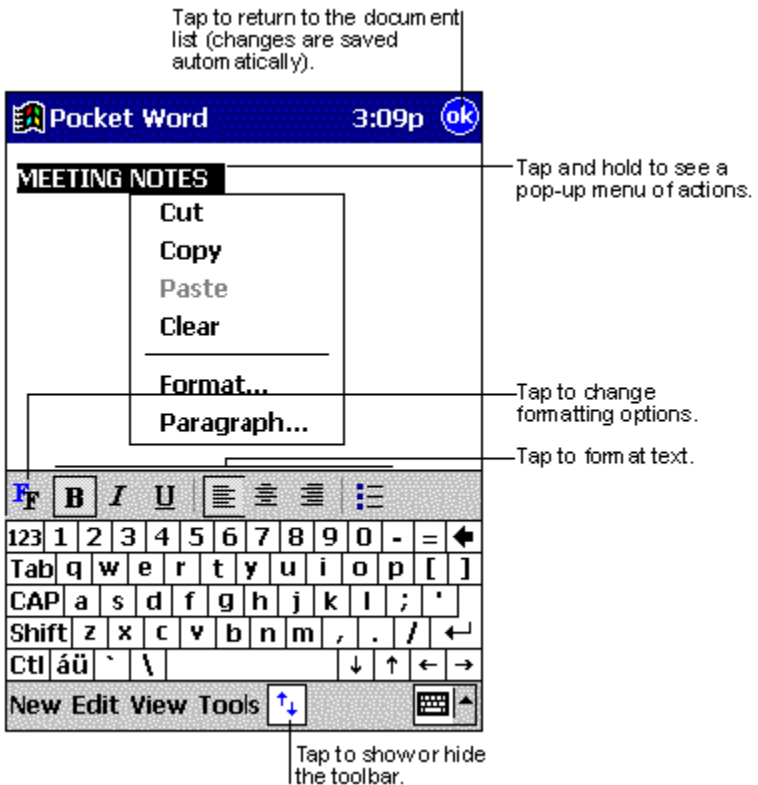 Tap to return to the document
list (changes are saved
automatically).
Pocket Word 3:09p ok
MEETING NOTES
Tap and hold to see a
pop-up menu of actions.
Cut
Copy
Paste
Clear
Format...
Paragraph...
Tap to change
formatting options.
Tap to format text.
FF B I U
123 1 2 3 4 5 6 7 8 9 0 - =
Tab q w e r t y u i o p [ ]
CAP a s d f g h j k l ; '
Shift z x c v b n m , . /
Ctl áü ` \ ↓ ↑ ← →
New Edit View Tools
Tap to show or hide
the toolbar.